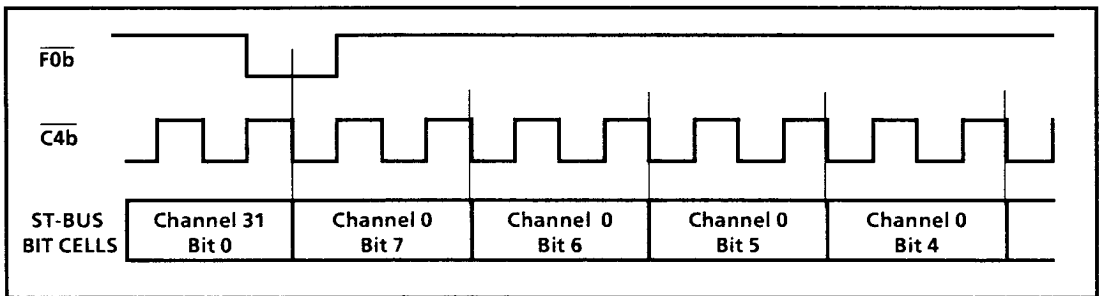 F0b
C4b
ST-BUS
BIT CELLS
Channel 31
Bit 0
Channel 0
Bit 7
Channel 0
Bit 6
Channel 0
Bit 5
Channel 0
Bit 4